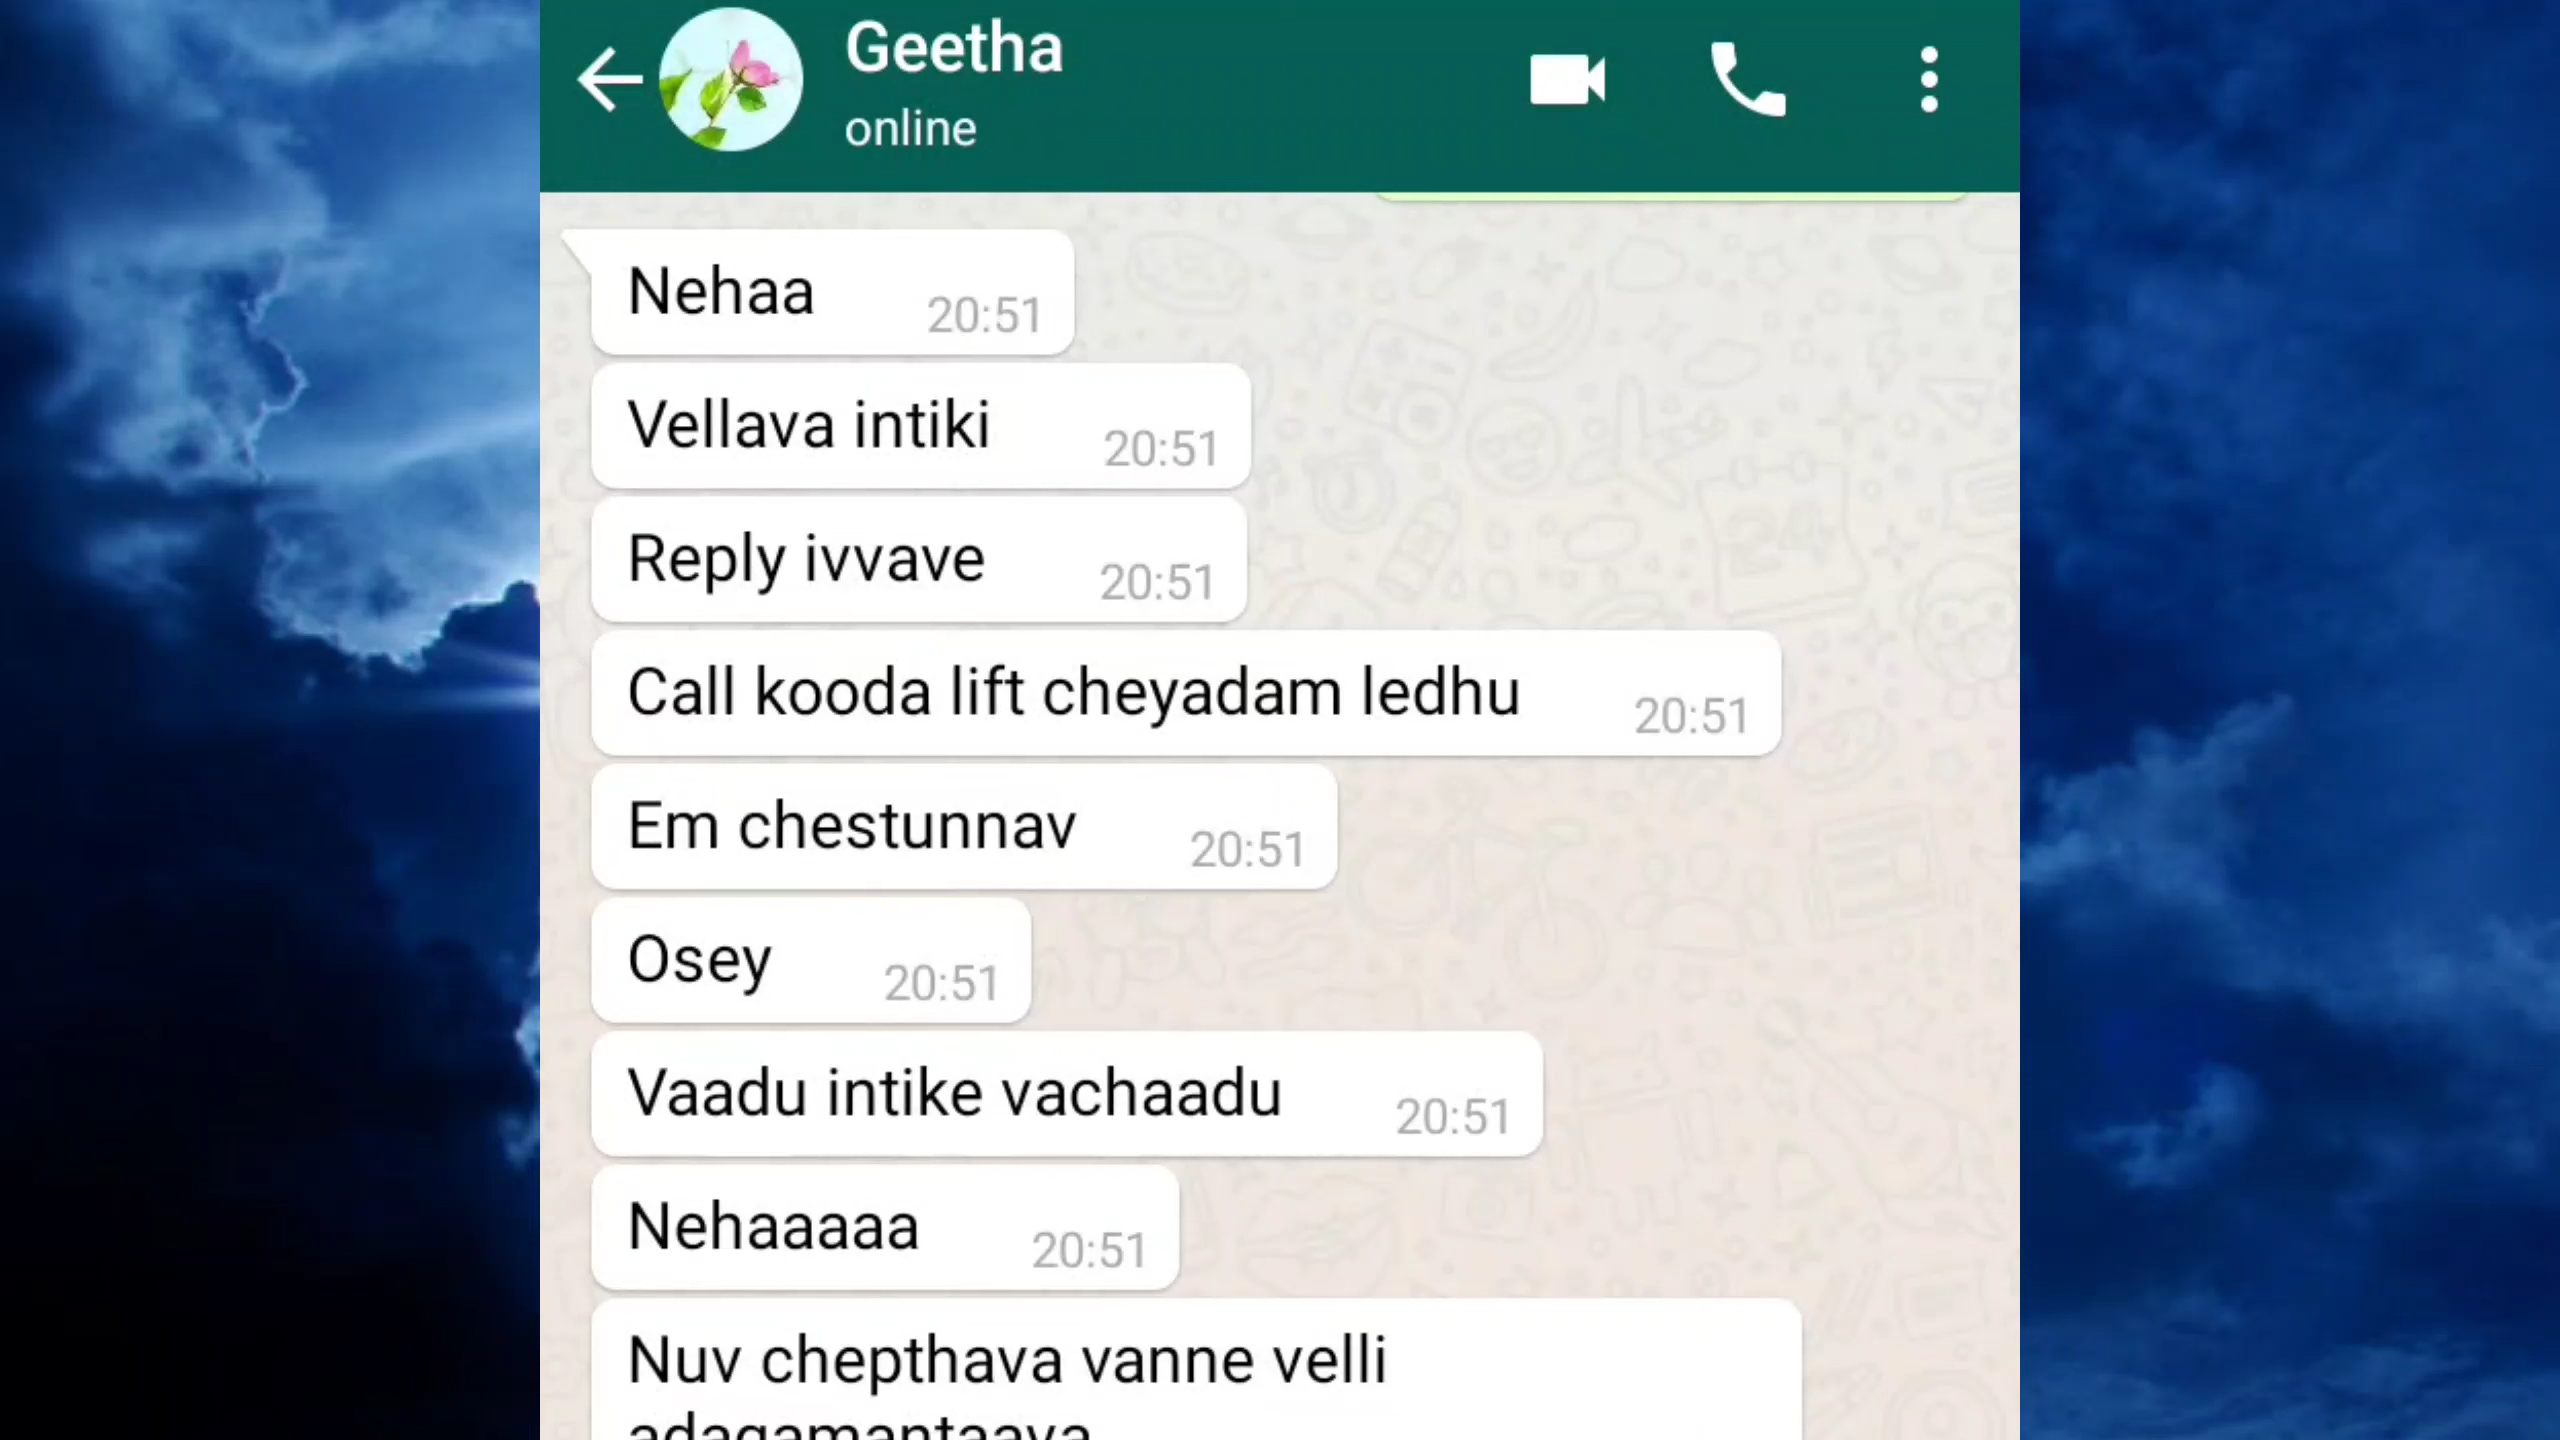 Geetha
online
Nehaa 20:51
Vellava intiki 20:51
Reply ivvave 20:51
Call kooda lift cheyadam ledhu 20:51
Em chestunnav 20:51
Osey 20:51
Vaadu intike vachaadu 20:51
Nehaaaaa 20:51
Nuv chepthava vanne velli
adagamantaava